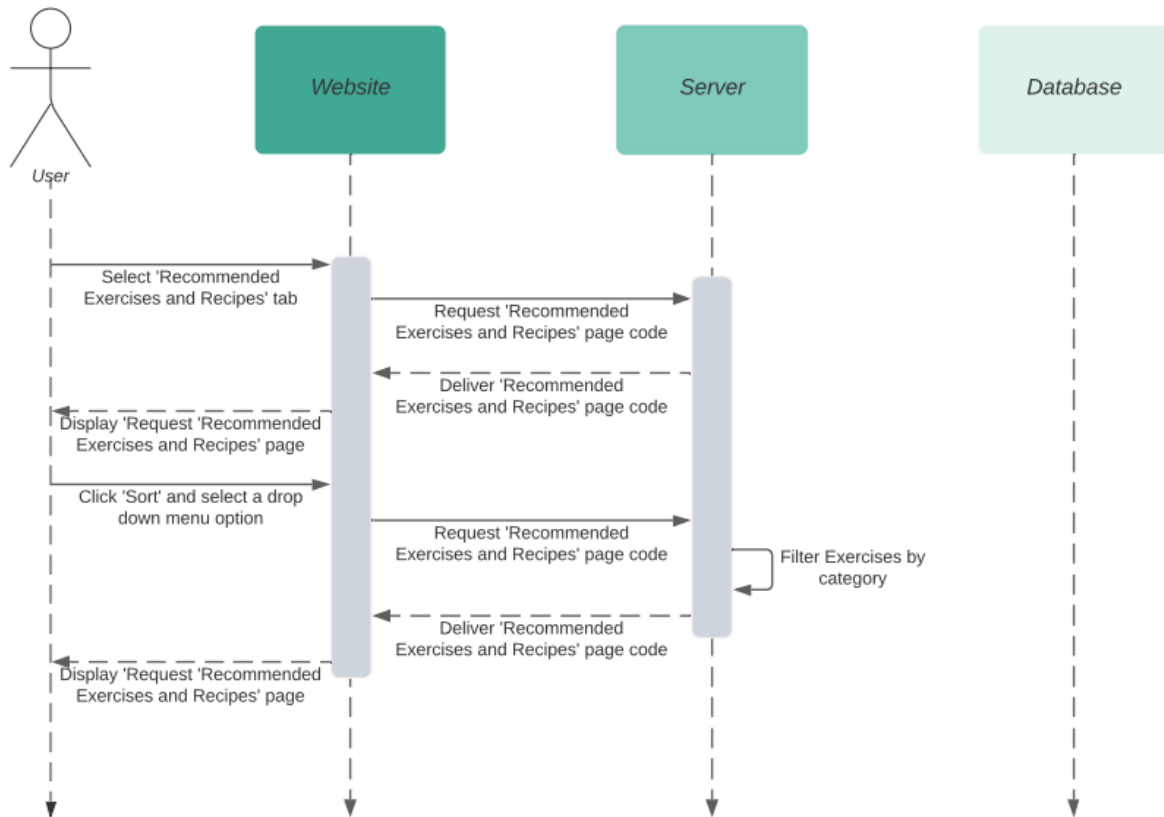 Website
Server
Database
User
Select 'Recommended
Exercises and Recipes' tab
Request 'Recommended
Exercises and Recipes' page code
Deliver 'Recommended
Exercises and Recipes' page code
Display 'Request 'Recommended
Exercises and Recipes' page
Click 'Sort' and select a drop
down menu option
Request 'Recommended
Exercises and Recipes' page code
Filter Exercises by
category
Deliver 'Recommended
Exercises and Recipes' page code
Display 'Request 'Recommended
Exercises and Recipes' page